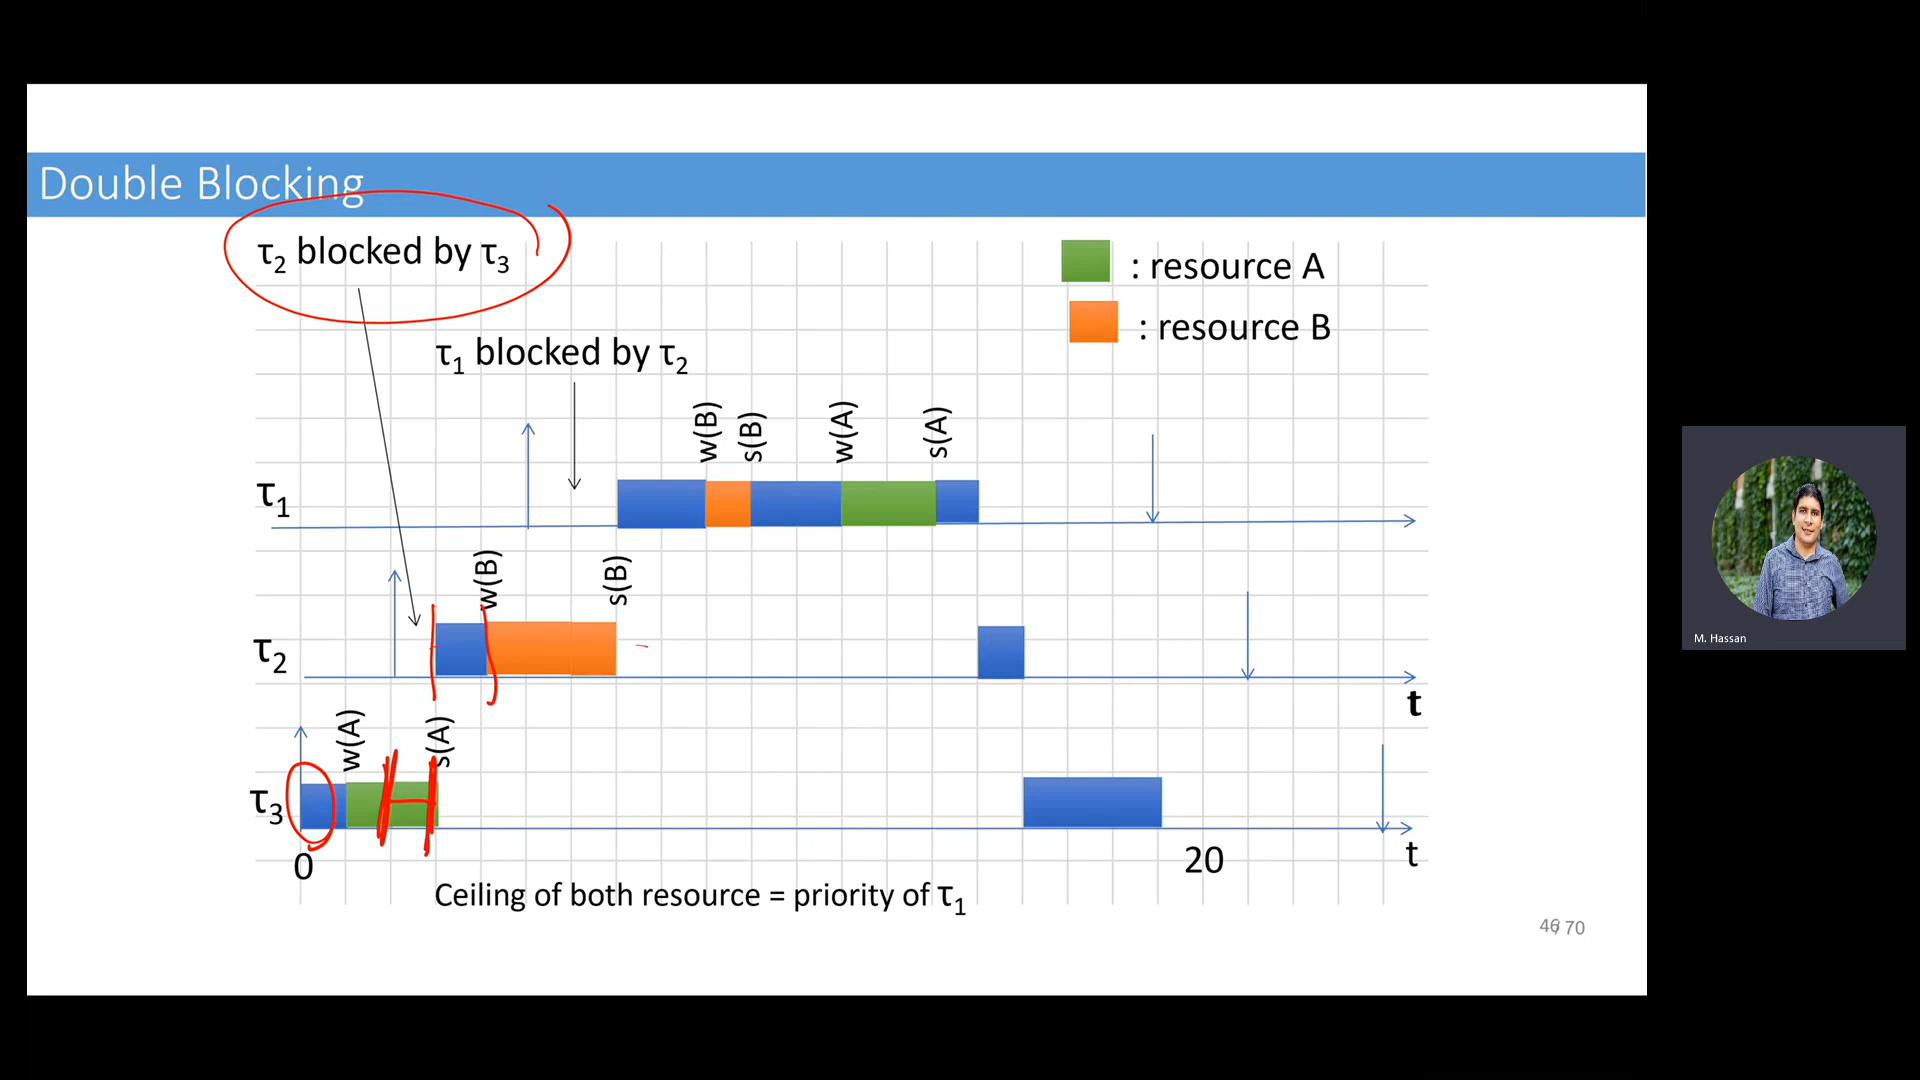 Double Blocking
τ2 blocked by τ3
: resource A
: resource B
τ1 blocked by τ2
w(B)
s(B)
w(A)
s(A)
τ1
w(B)
s(B)
τ2
t
w(A)
s(A)
τ3
0
20
t
Ceiling of both resource = priority of τ1
46/70
M. Hassan